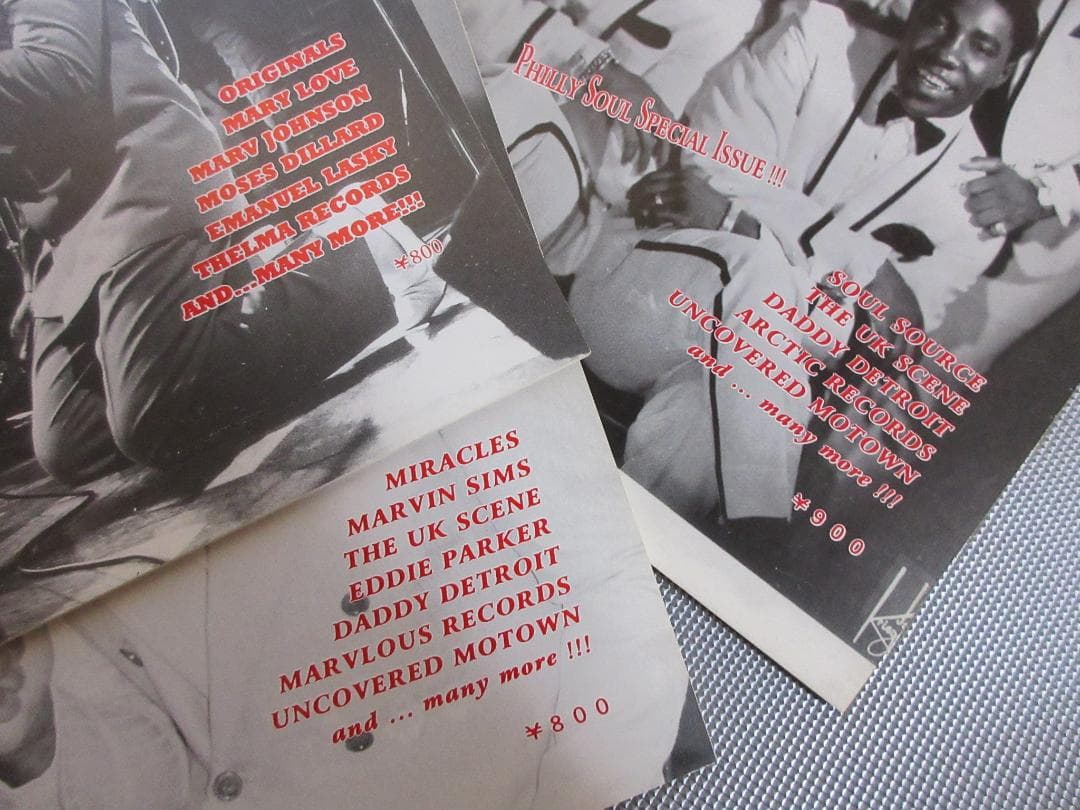 ORIGINALS
MARY LOVE
MARV JOHNSON
MOSES DILLARD
EMANUEL LASKY
THELMA RECORDS
AND...MANY MORE!!!
¥800
PHILLY SOUL SPECIAL ISSUE !!!
SOUL SOURCE
THE UK SCENE
DADDY DETROIT
ARCTIC RECORDS
UNCOVERED MOTOWN
and ... many more !!!
¥900
MIRACLES
MARVIN SIMS
THE UK SCENE
EDDIE PARKER
DADDY DETROIT
MARVLOUS RECORDS
UNCOVERED MOTOWN
and ... many more !!!
¥800